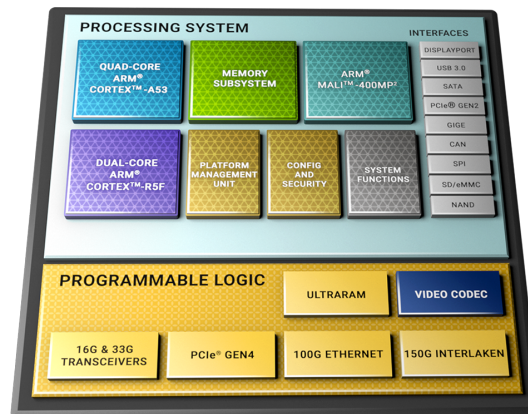 PROCESSING SYSTEM
INTERFACES
QUAD-CORE
ARM®
CORTEX™-A53
MEMORY
SUBSYSTEM
ARM®
MALI™-400MP²
DUAL-CORE
ARM®
CORTEX™-R5F
PLATFORM
MANAGEMENT
UNIT
CONFIG
AND
SECURITY
SYSTEM
FUNCTIONS
DISPLAYPORT
USB 3.0
SATA
PCIe® GEN2
GIGE
CAN
SPI
SD/eMMC
NAND
PROGRAMMABLE LOGIC
ULTRARAM
VIDEO CODEC
16G & 33G
TRANSCEIVERS
PCIe® GEN4
100G ETHERNET
150G INTERLAKEN